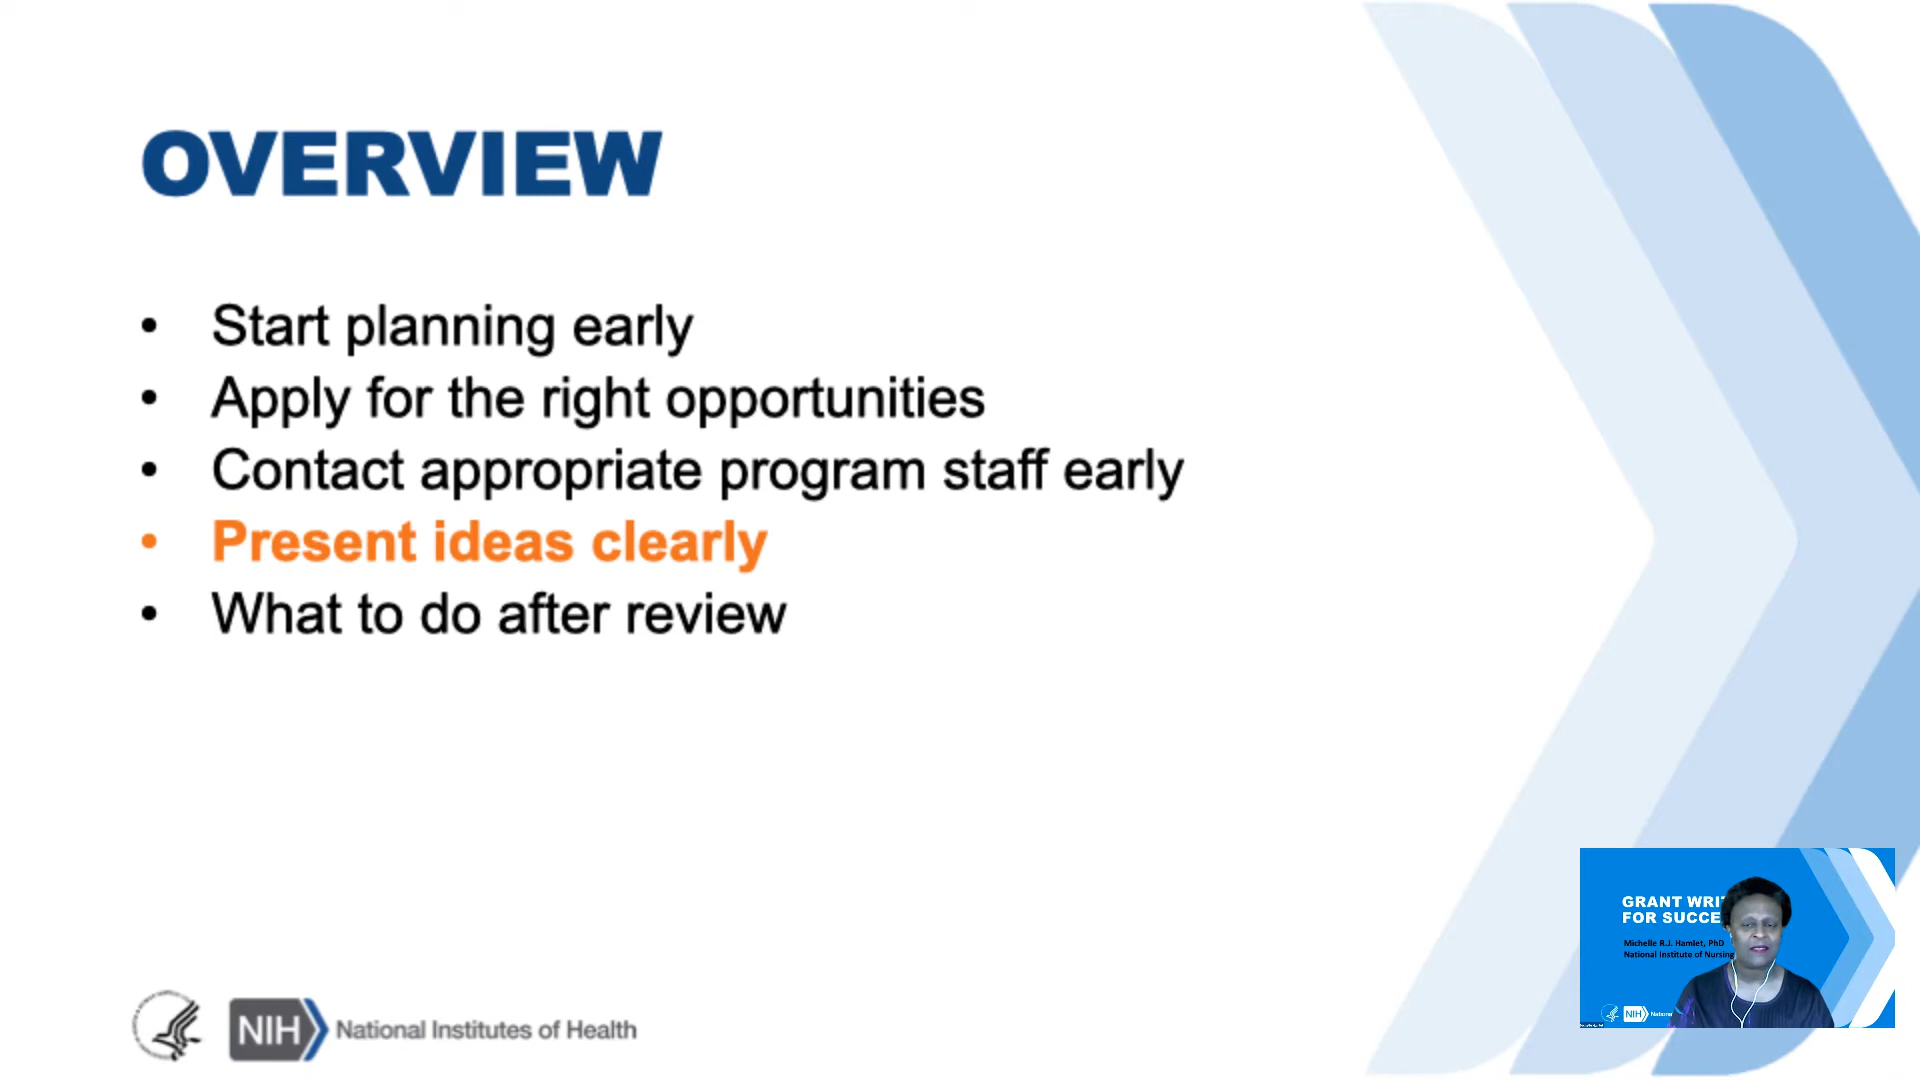 OVERVIEW
• Start planning early
• Apply for the right opportunities
• Contact appropriate program staff early
• Present ideas clearly
• What to do after review
NIH National Institutes of Health
GRANT WRI
FOR SUCCE
Michelle R.J. Hamlet, PhD
National Institute of Nursing
NIH Nationa